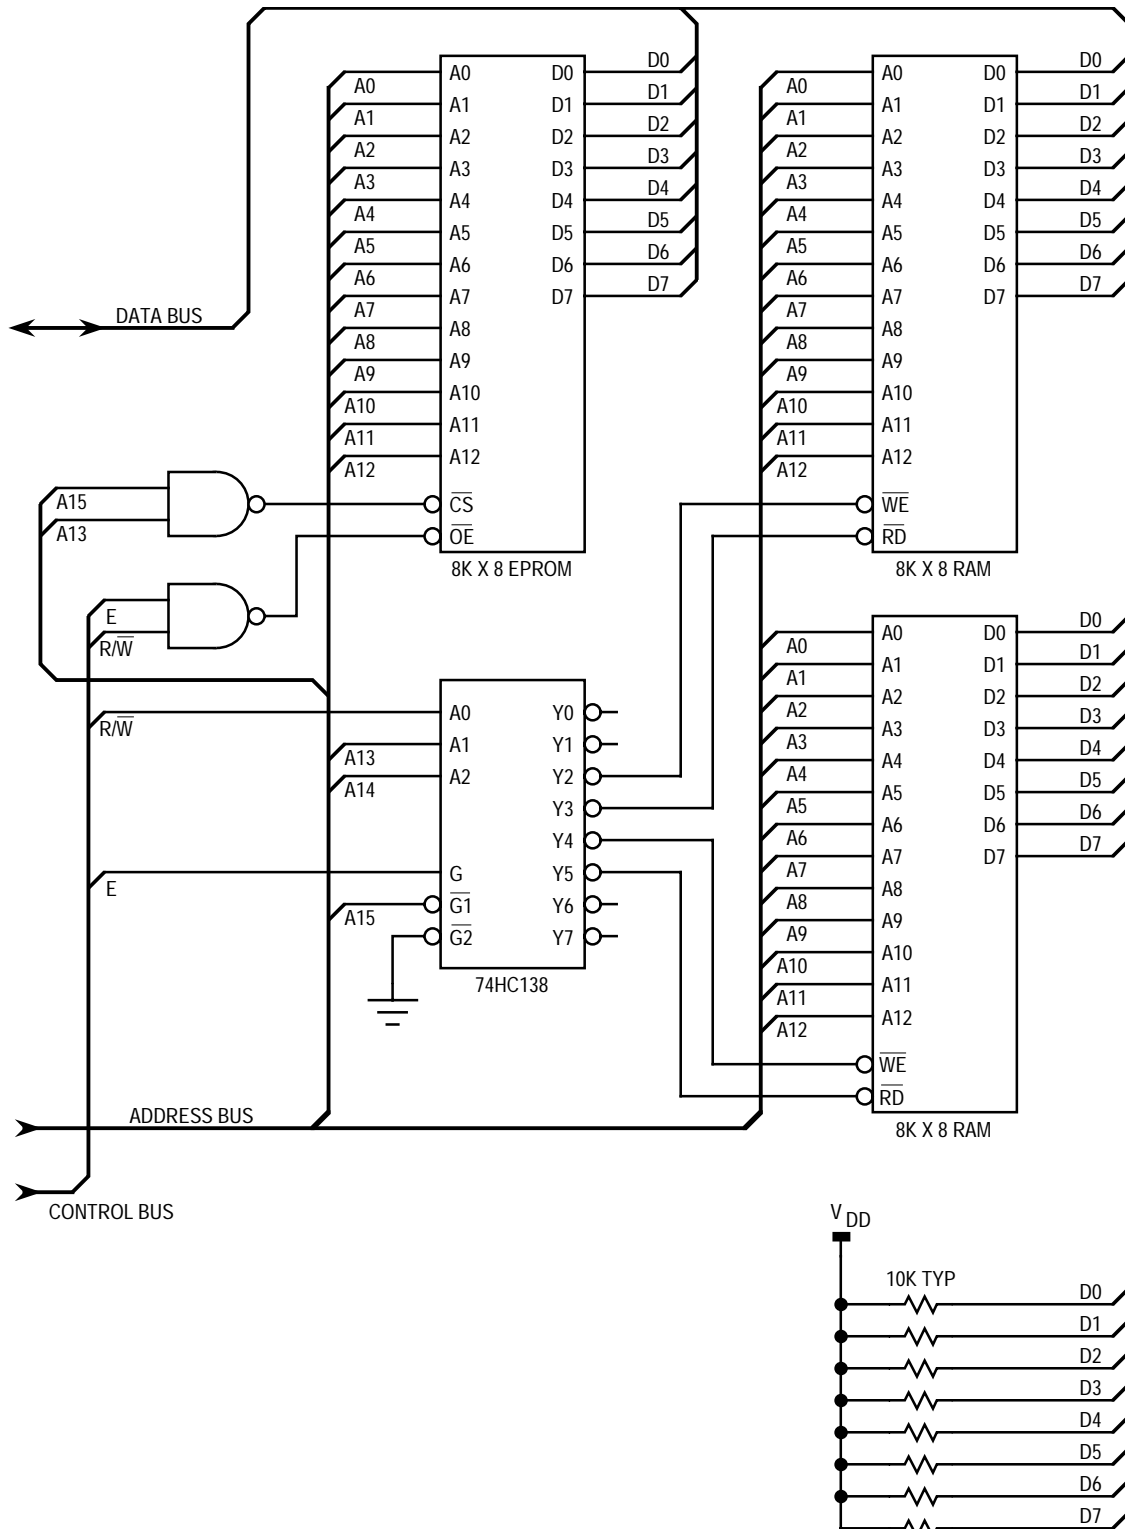 DATA BUS
A0
A1
A2
A3
A4
A5
A6
A7
A8
A9
A10
A11
A12
A0
A1
A2
A3
A4
A5
A6
A7
A8
A9
A10
A11
A12
CS
OE
D0
D1
D2
D3
D4
D5
D6
D7
D0
D1
D2
D3
D4
D5
D6
D7
8K X 8 EPROM
A15
A13
E
R/W
A0
A1
A2
A3
A4
A5
A6
A7
A8
A9
A10
A11
A12
A0
A1
A2
A3
A4
A5
A6
A7
A8
A9
A10
A11
A12
WE
RD
D0
D1
D2
D3
D4
D5
D6
D7
D0
D1
D2
D3
D4
D5
D6
D7
8K X 8 RAM
R/W
A13
A14
E
A15
A0
A1
A2
G
G1
G2
Y0
Y1
Y2
Y3
Y4
Y5
Y6
Y7
74HC138
A0
A1
A2
A3
A4
A5
A6
A7
A8
A9
A10
A11
A12
A0
A1
A2
A3
A4
A5
A6
A7
A8
A9
A10
A11
A12
WE
RD
D0
D1
D2
D3
D4
D5
D6
D7
D0
D1
D2
D3
D4
D5
D6
D7
8K X 8 RAM
ADDRESS BUS
CONTROL BUS
VDD
10K TYP
D0
D1
D2
D3
D4
D5
D6
D7